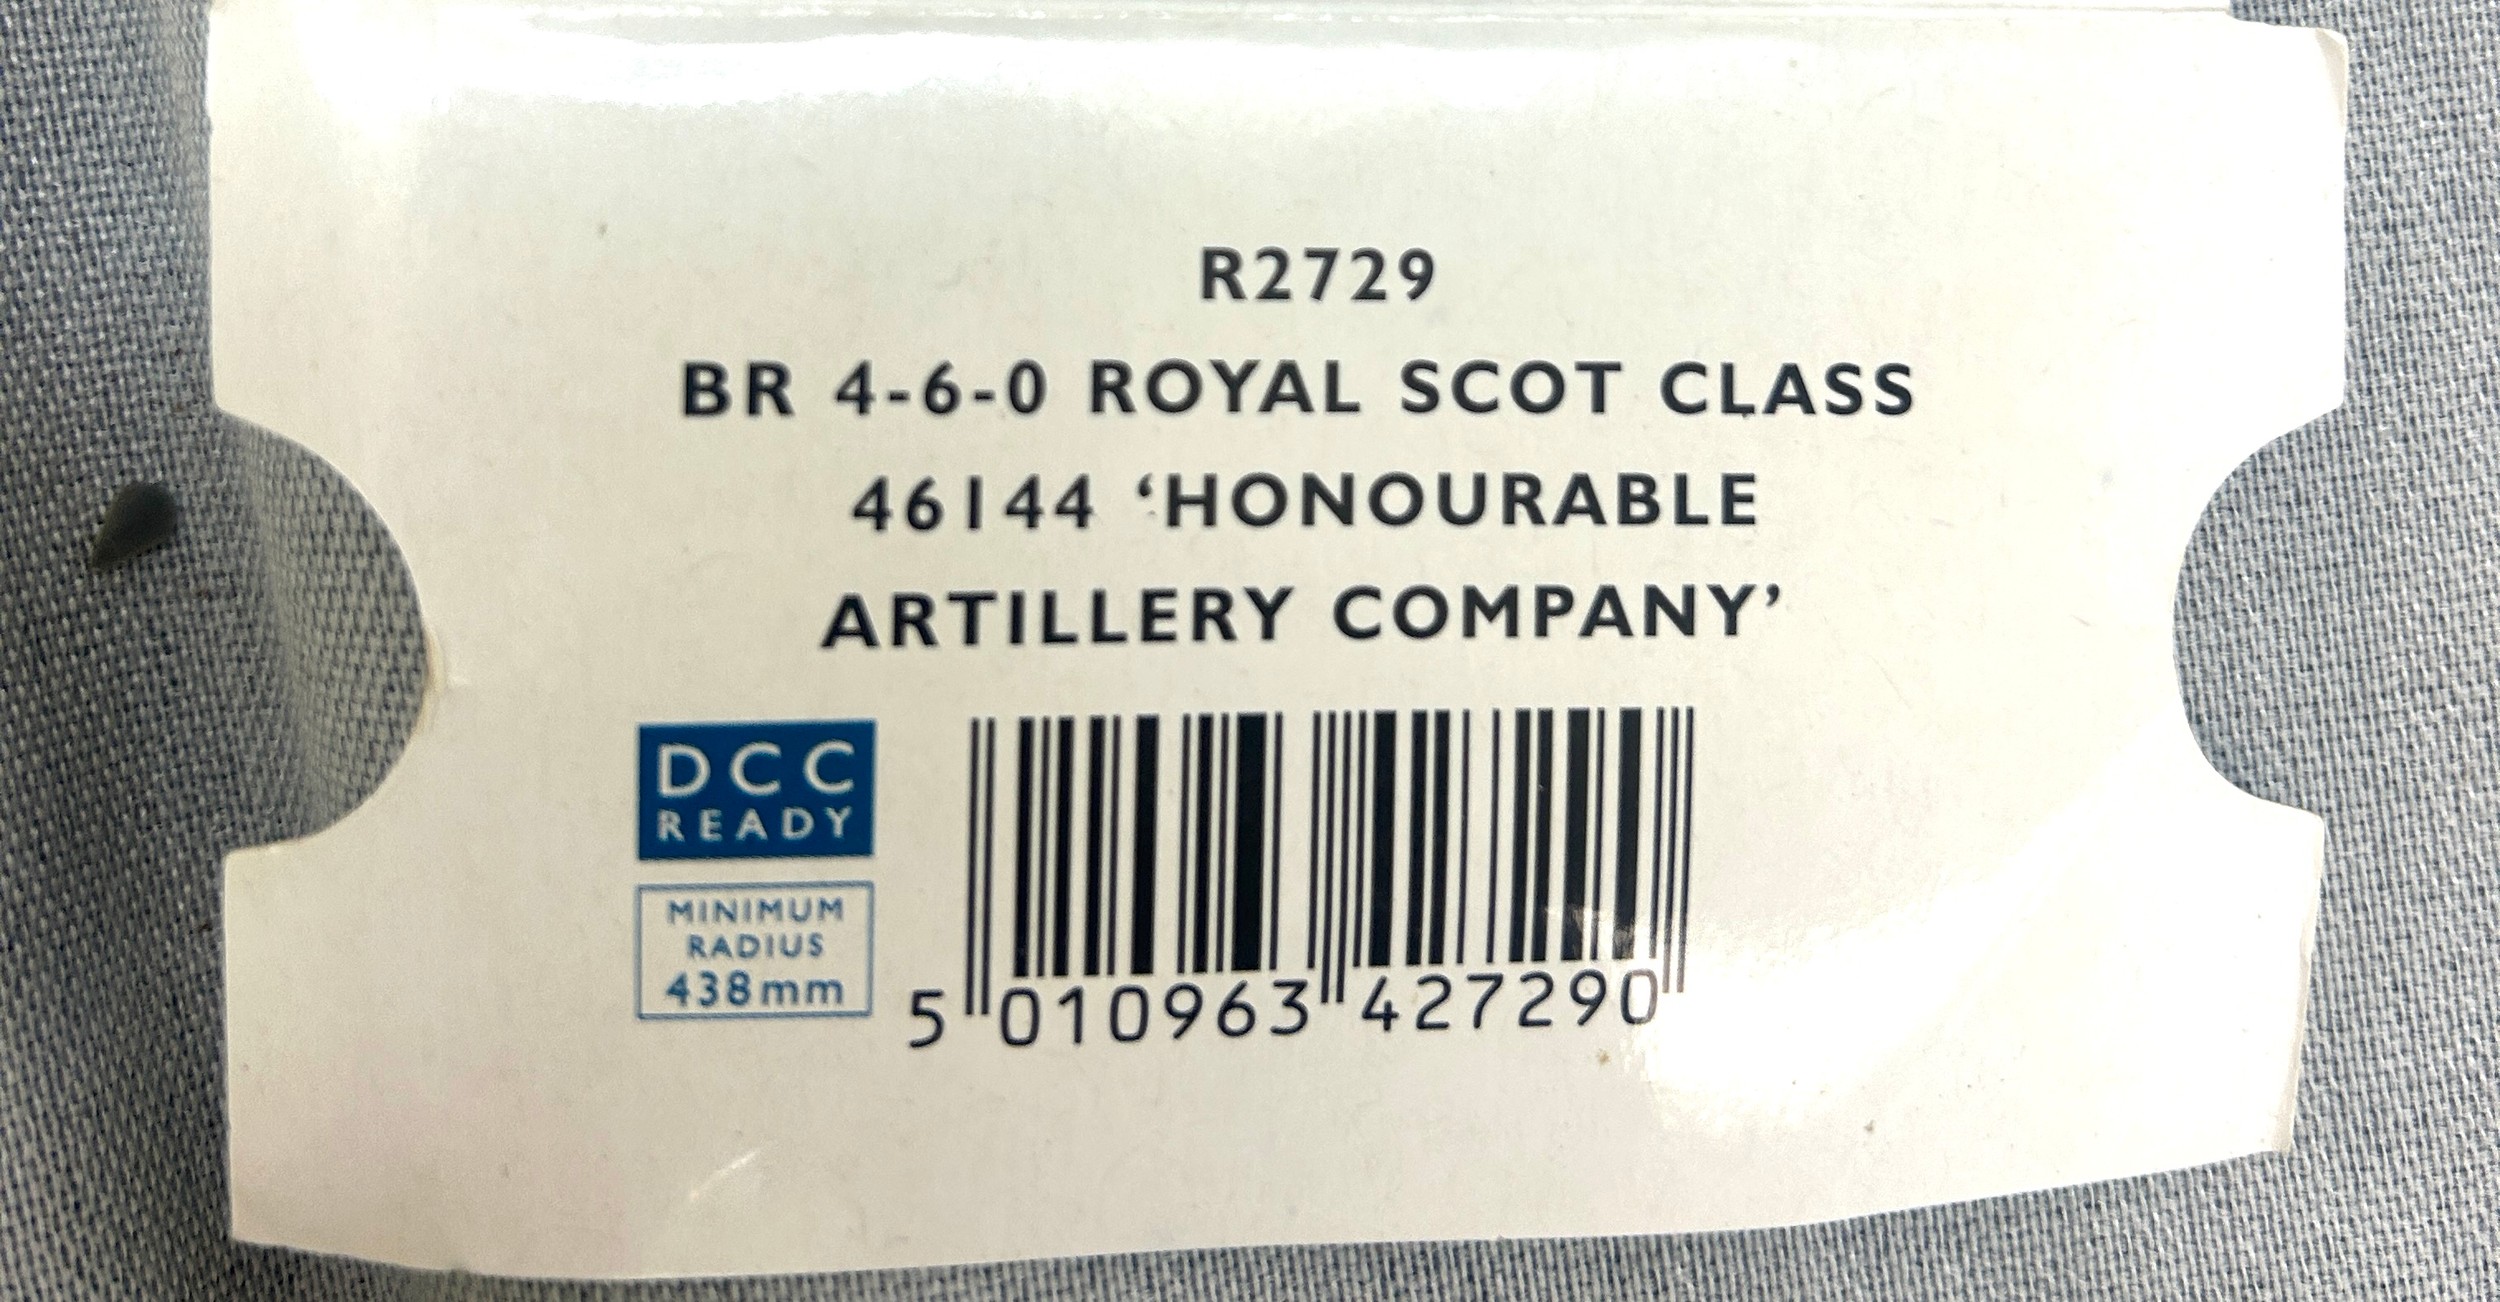 R2729
BR 4-6-0 ROYAL SCOT CLASS
46144 ‘HONOURABLE
ARTILLERY COMPANY’
DCC
READY
MINIMUM
RADIUS
438mm
5 010963 427290